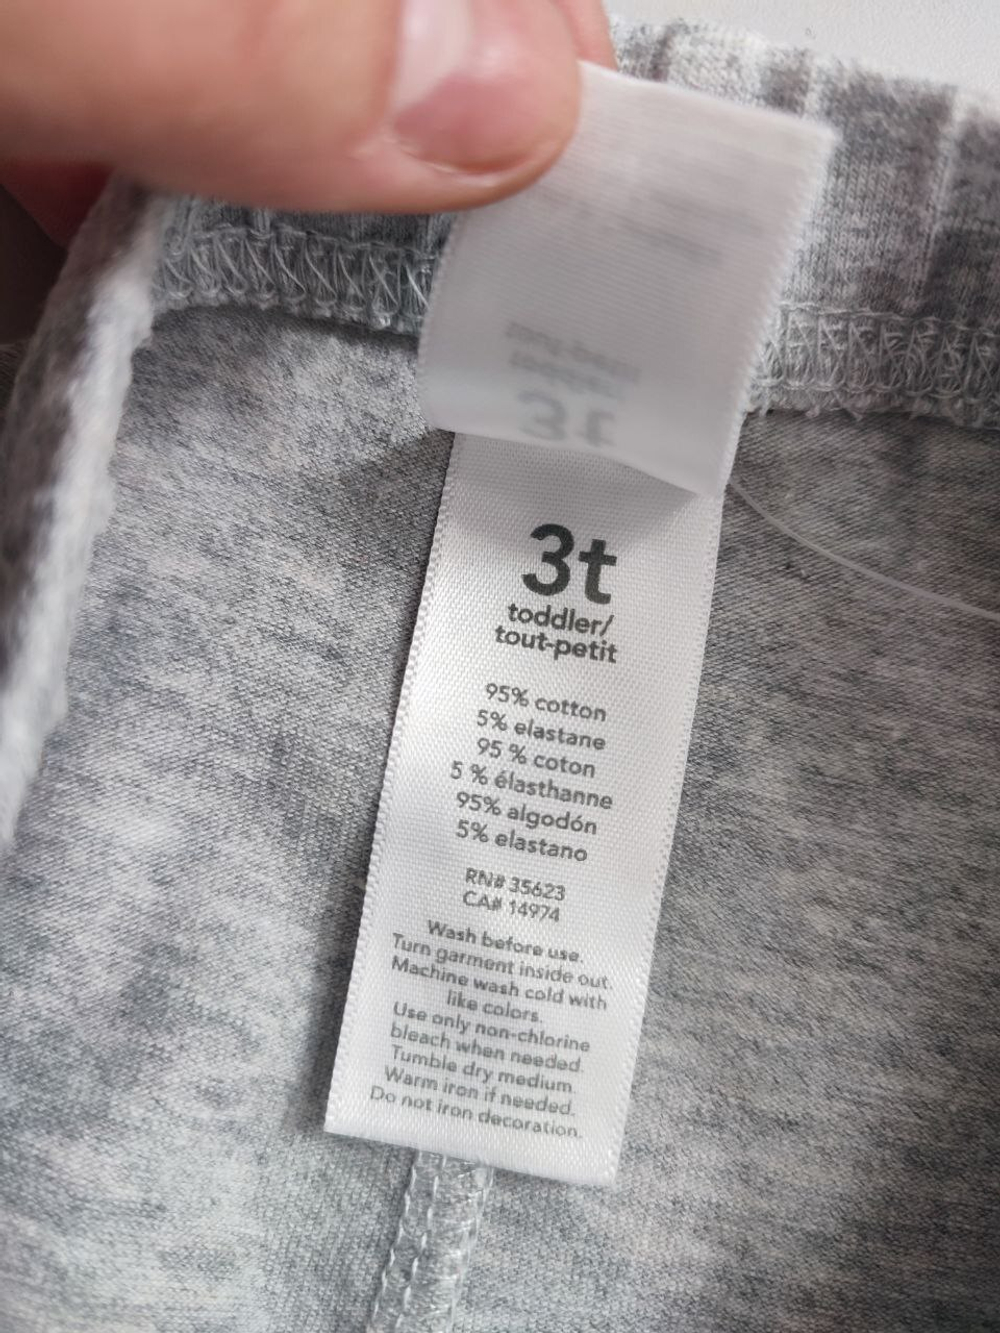 3t
toddler/
tout-petit
95% cotton
5% elastane
95 % coton
5 % élasthanne
95% algodón
5% elastano
RN# 35623
CA# 14974
Wash before use.
Turn garment inside out.
Machine wash cold with
like colors.
Use only non-chlorine
bleach when needed.
Tumble dry medium.
Warm iron if needed.
Do not iron decoration.